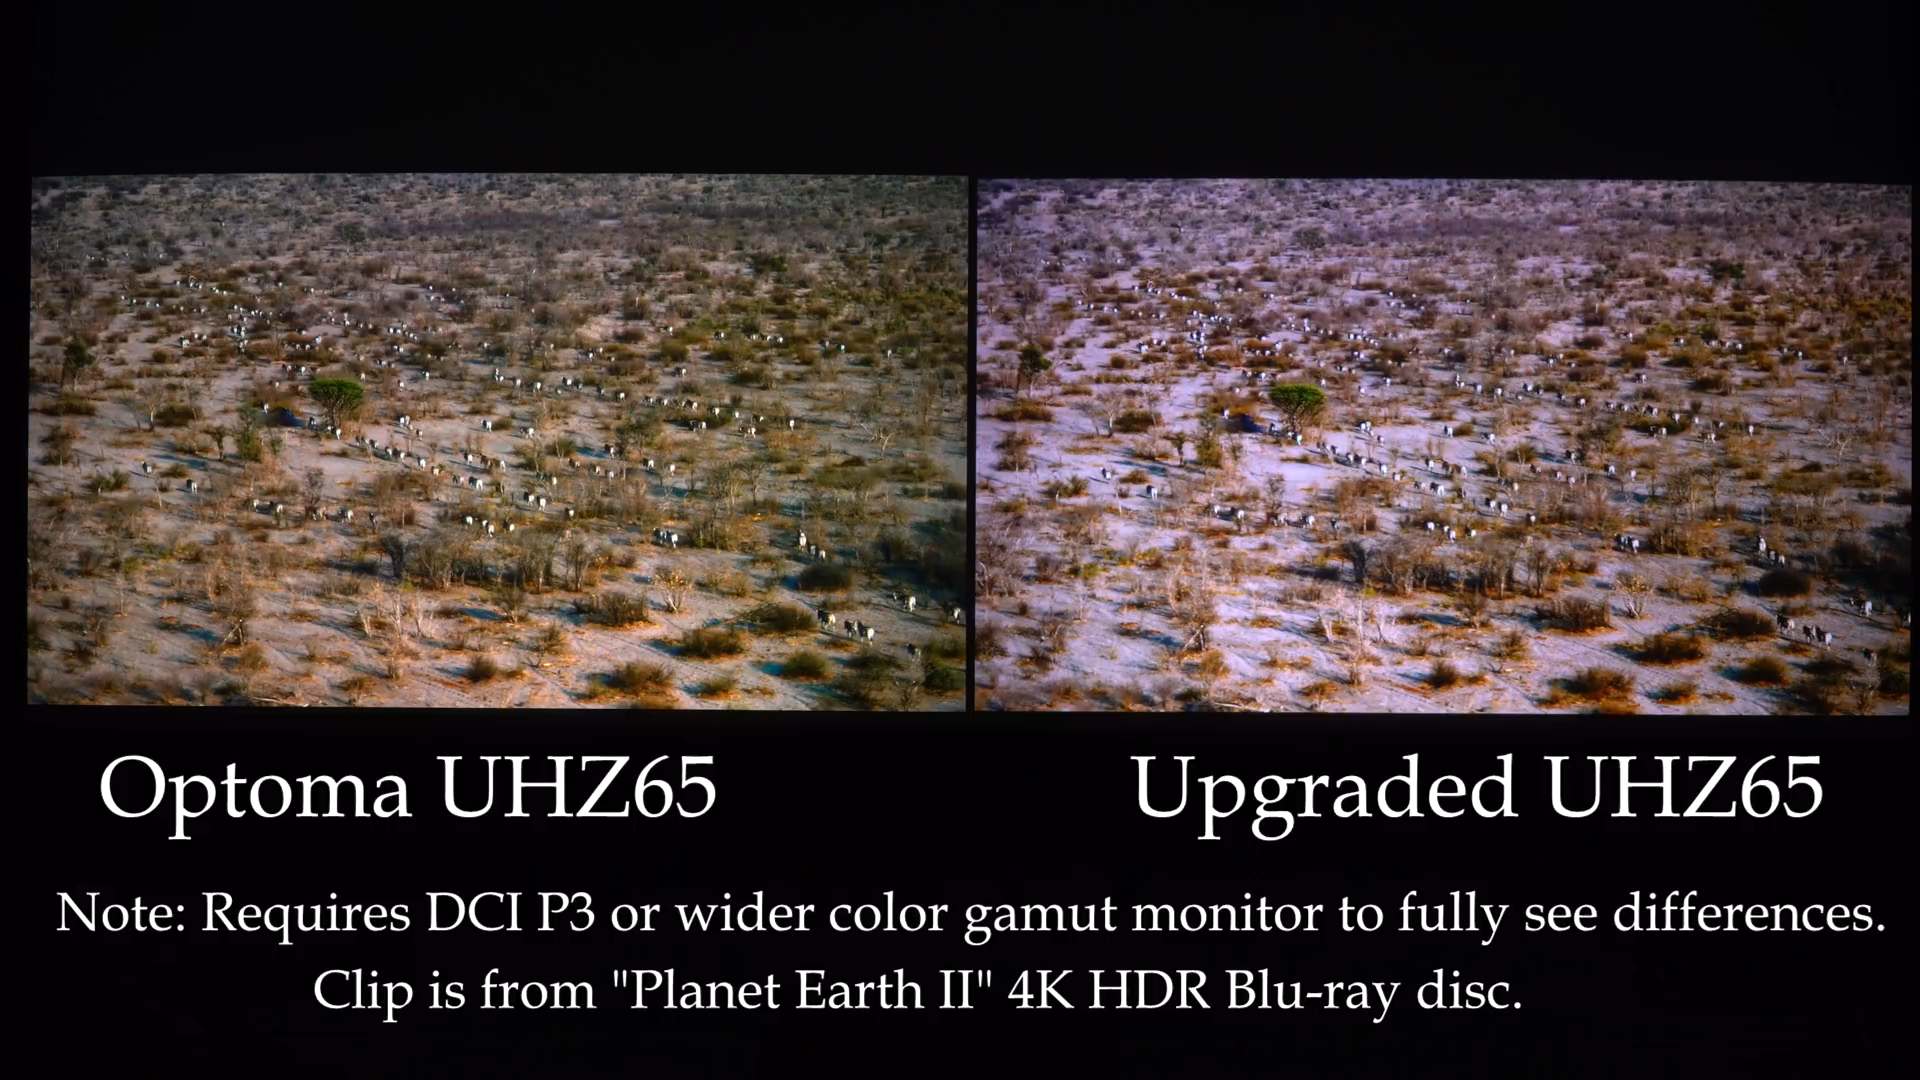 Optoma UHZ65
Upgraded UHZ65
Note: Requires DCI P3 or wider color gamut monitor to fully see differences.
Clip is from "Planet Earth II" 4K HDR Blu-ray disc.